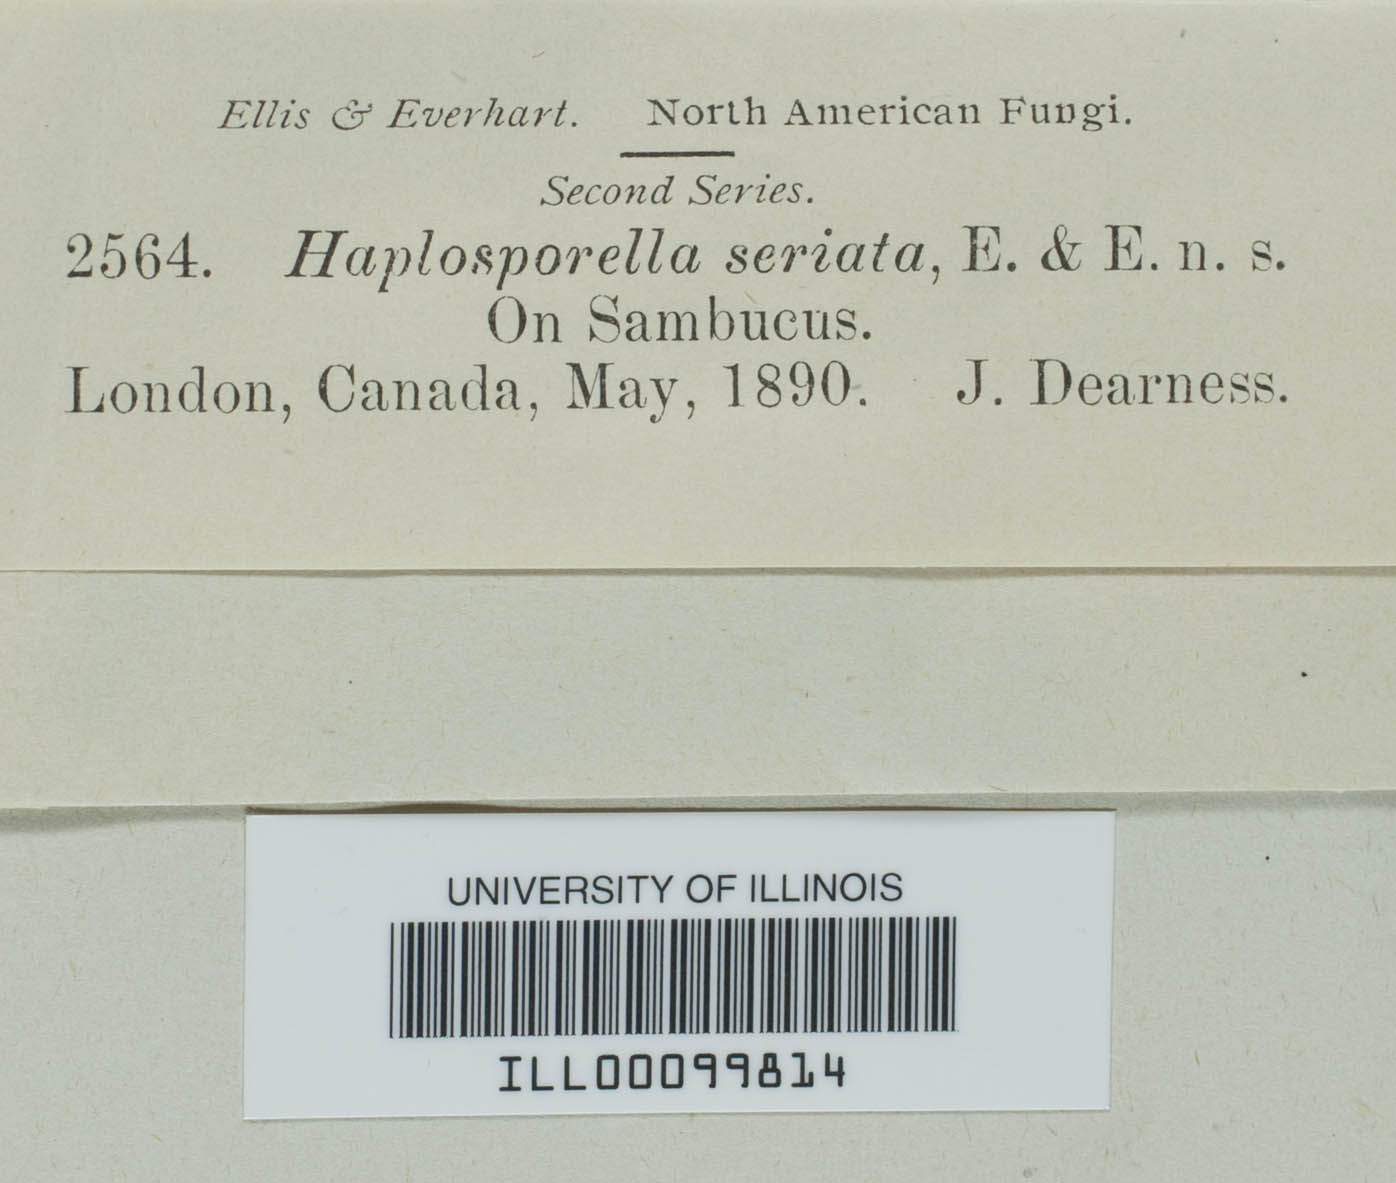 Ellis & Everhart. North American Fungi.
Second Series.
2564. Haplosporella seriata, E. & E. n. s.
On Sambucus.
London, Canada, May, 1890. J. Dearness.
UNIVERSITY OF ILLINOIS
ILL00099814